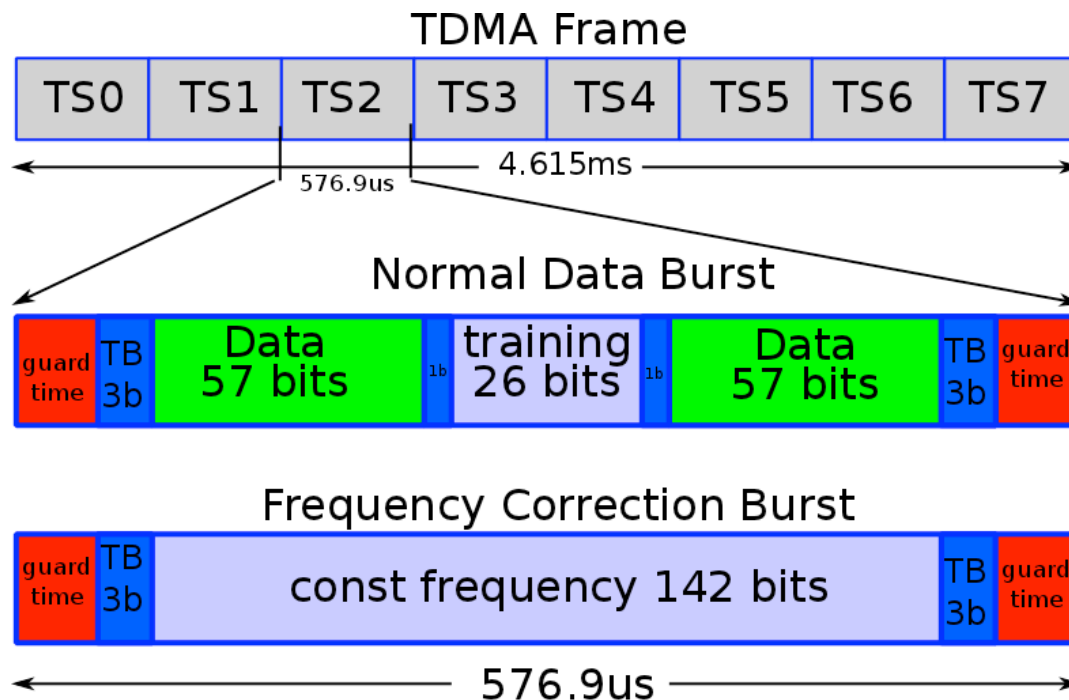 TDMA Frame
TS0 TS1 TS2 TS3 TS4 TS5 TS6 TS7
4.615ms
576.9us
Normal Data Burst
guard time
TB 3b
Data 57 bits
1b
training 26 bits
1b
Data 57 bits
TB 3b
guard time
Frequency Correction Burst
guard time
TB 3b
const frequency 142 bits
TB 3b
guard time
576.9us